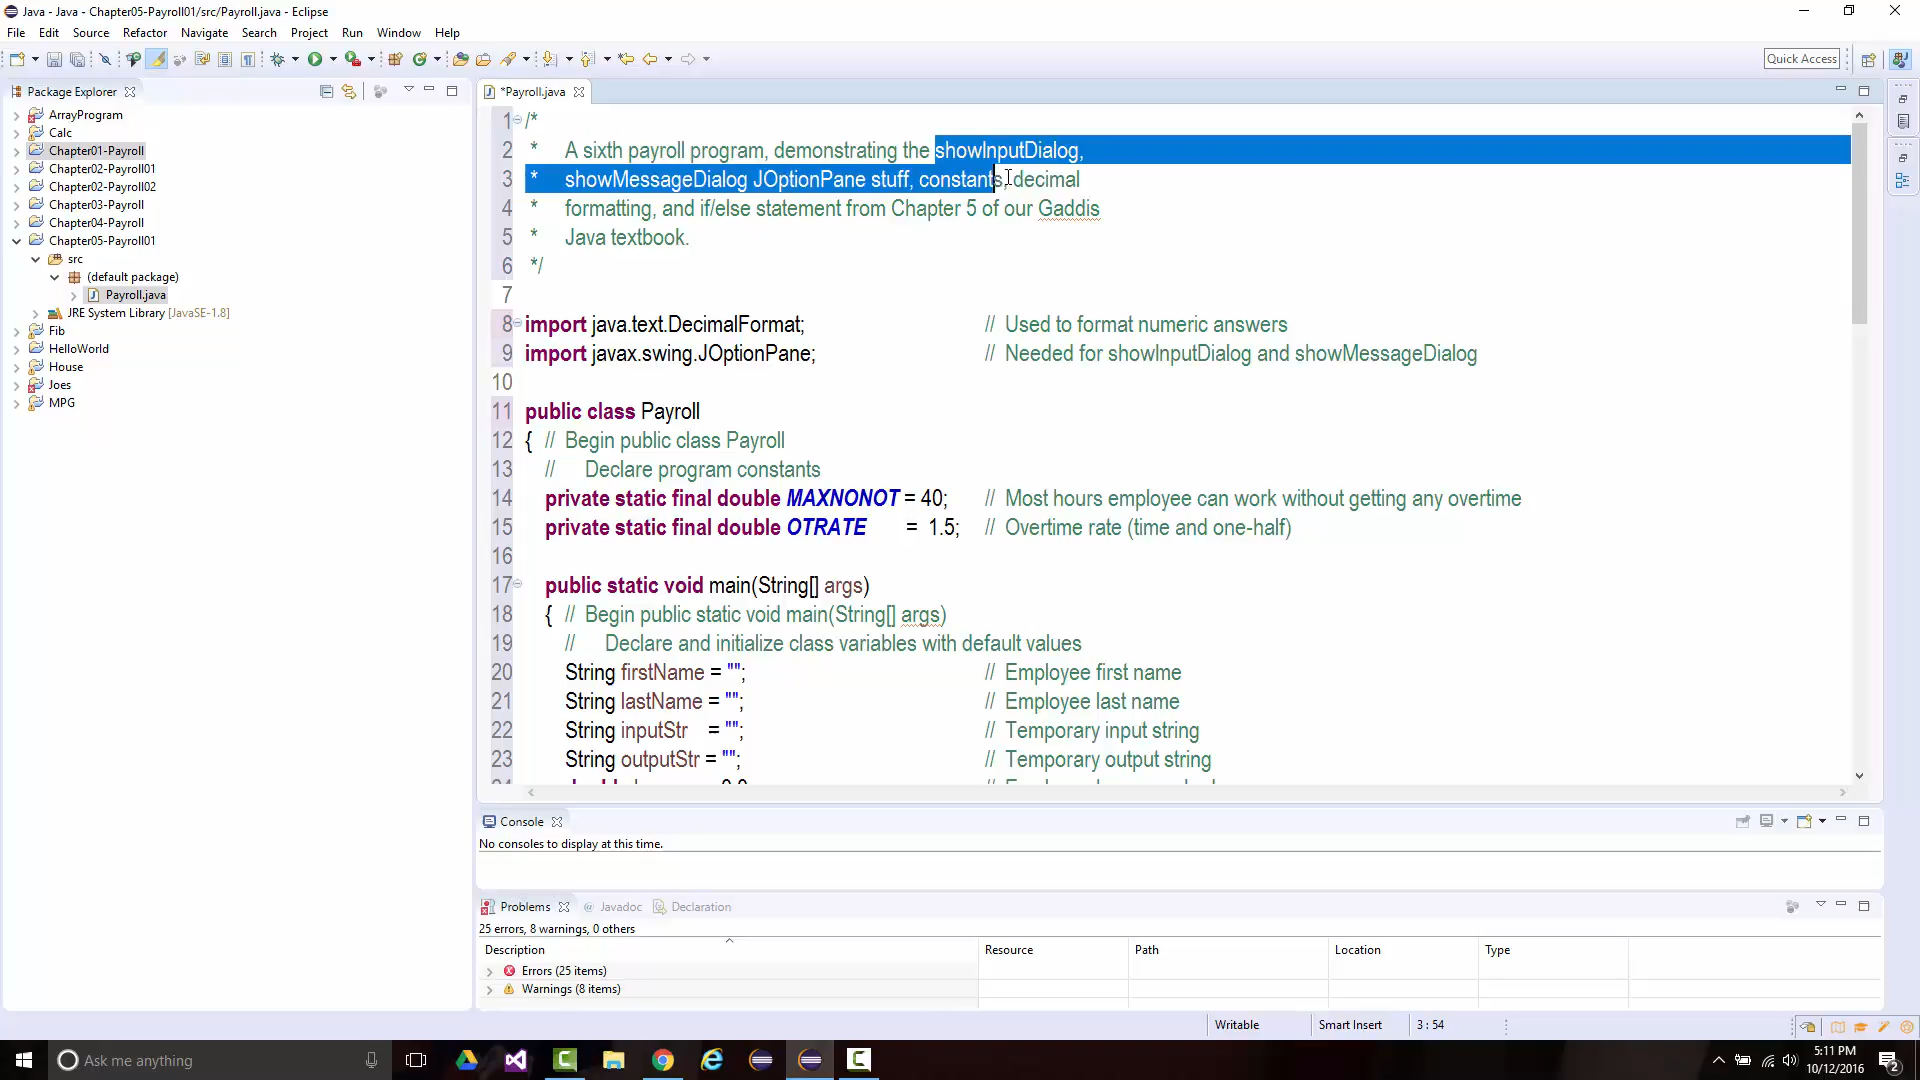 Java - Java - Chapter05-Payroll01/src/Payroll.java - Eclipse
File Edit Source Refactor Navigate Search Project Run Window Help
Quick Access
Package Explorer
ArrayProgram
Calc
Chapter01-Payroll
Chapter02-Payroll01
Chapter02-Payroll02
Chapter03-Payroll
Chapter04-Payroll
Chapter05-Payroll01
src
(default package)
Payroll.java
JRE System Library [JavaSE-1.8]
Fib
HelloWorld
House
Joes
MPG
*Payroll.java
1 /*
2 * A sixth payroll program, demonstrating the showInputDialog,
3 * showMessageDialog JOptionPane stuff, constants, decimal
4 * formatting, and if/else statement from Chapter 5 of our Gaddis
5 * Java textbook.
6 */
7
8 import java.text.DecimalFormat; // Used to format numeric answers
9 import javax.swing.JOptionPane; // Needed for showInputDialog and showMessageDialog
10
11 public class Payroll
12 { // Begin public class Payroll
13 // Declare program constants
14 private static final double MAXNONOT = 40; // Most hours employee can work without getting any overtime
15 private static final double OTRATE = 1.5; // Overtime rate (time and one-half)
16
17 public static void main(String[] args)
18 { // Begin public static void main(String[] args)
19 // Declare and initialize class variables with default values
20 String firstName = ""; // Employee first name
21 String lastName = ""; // Employee last name
22 String inputStr = ""; // Temporary input string
23 String outputStr = ""; // Temporary output string
Console
No consoles to display at this time.
Problems @ Javadoc Declaration
25 errors, 8 warnings, 0 others
Description Resource Path Location Type
Errors (25 items)
Warnings (8 items)
Writable Smart Insert 3 : 54
Ask me anything
5:11 PM
10/12/2016
2